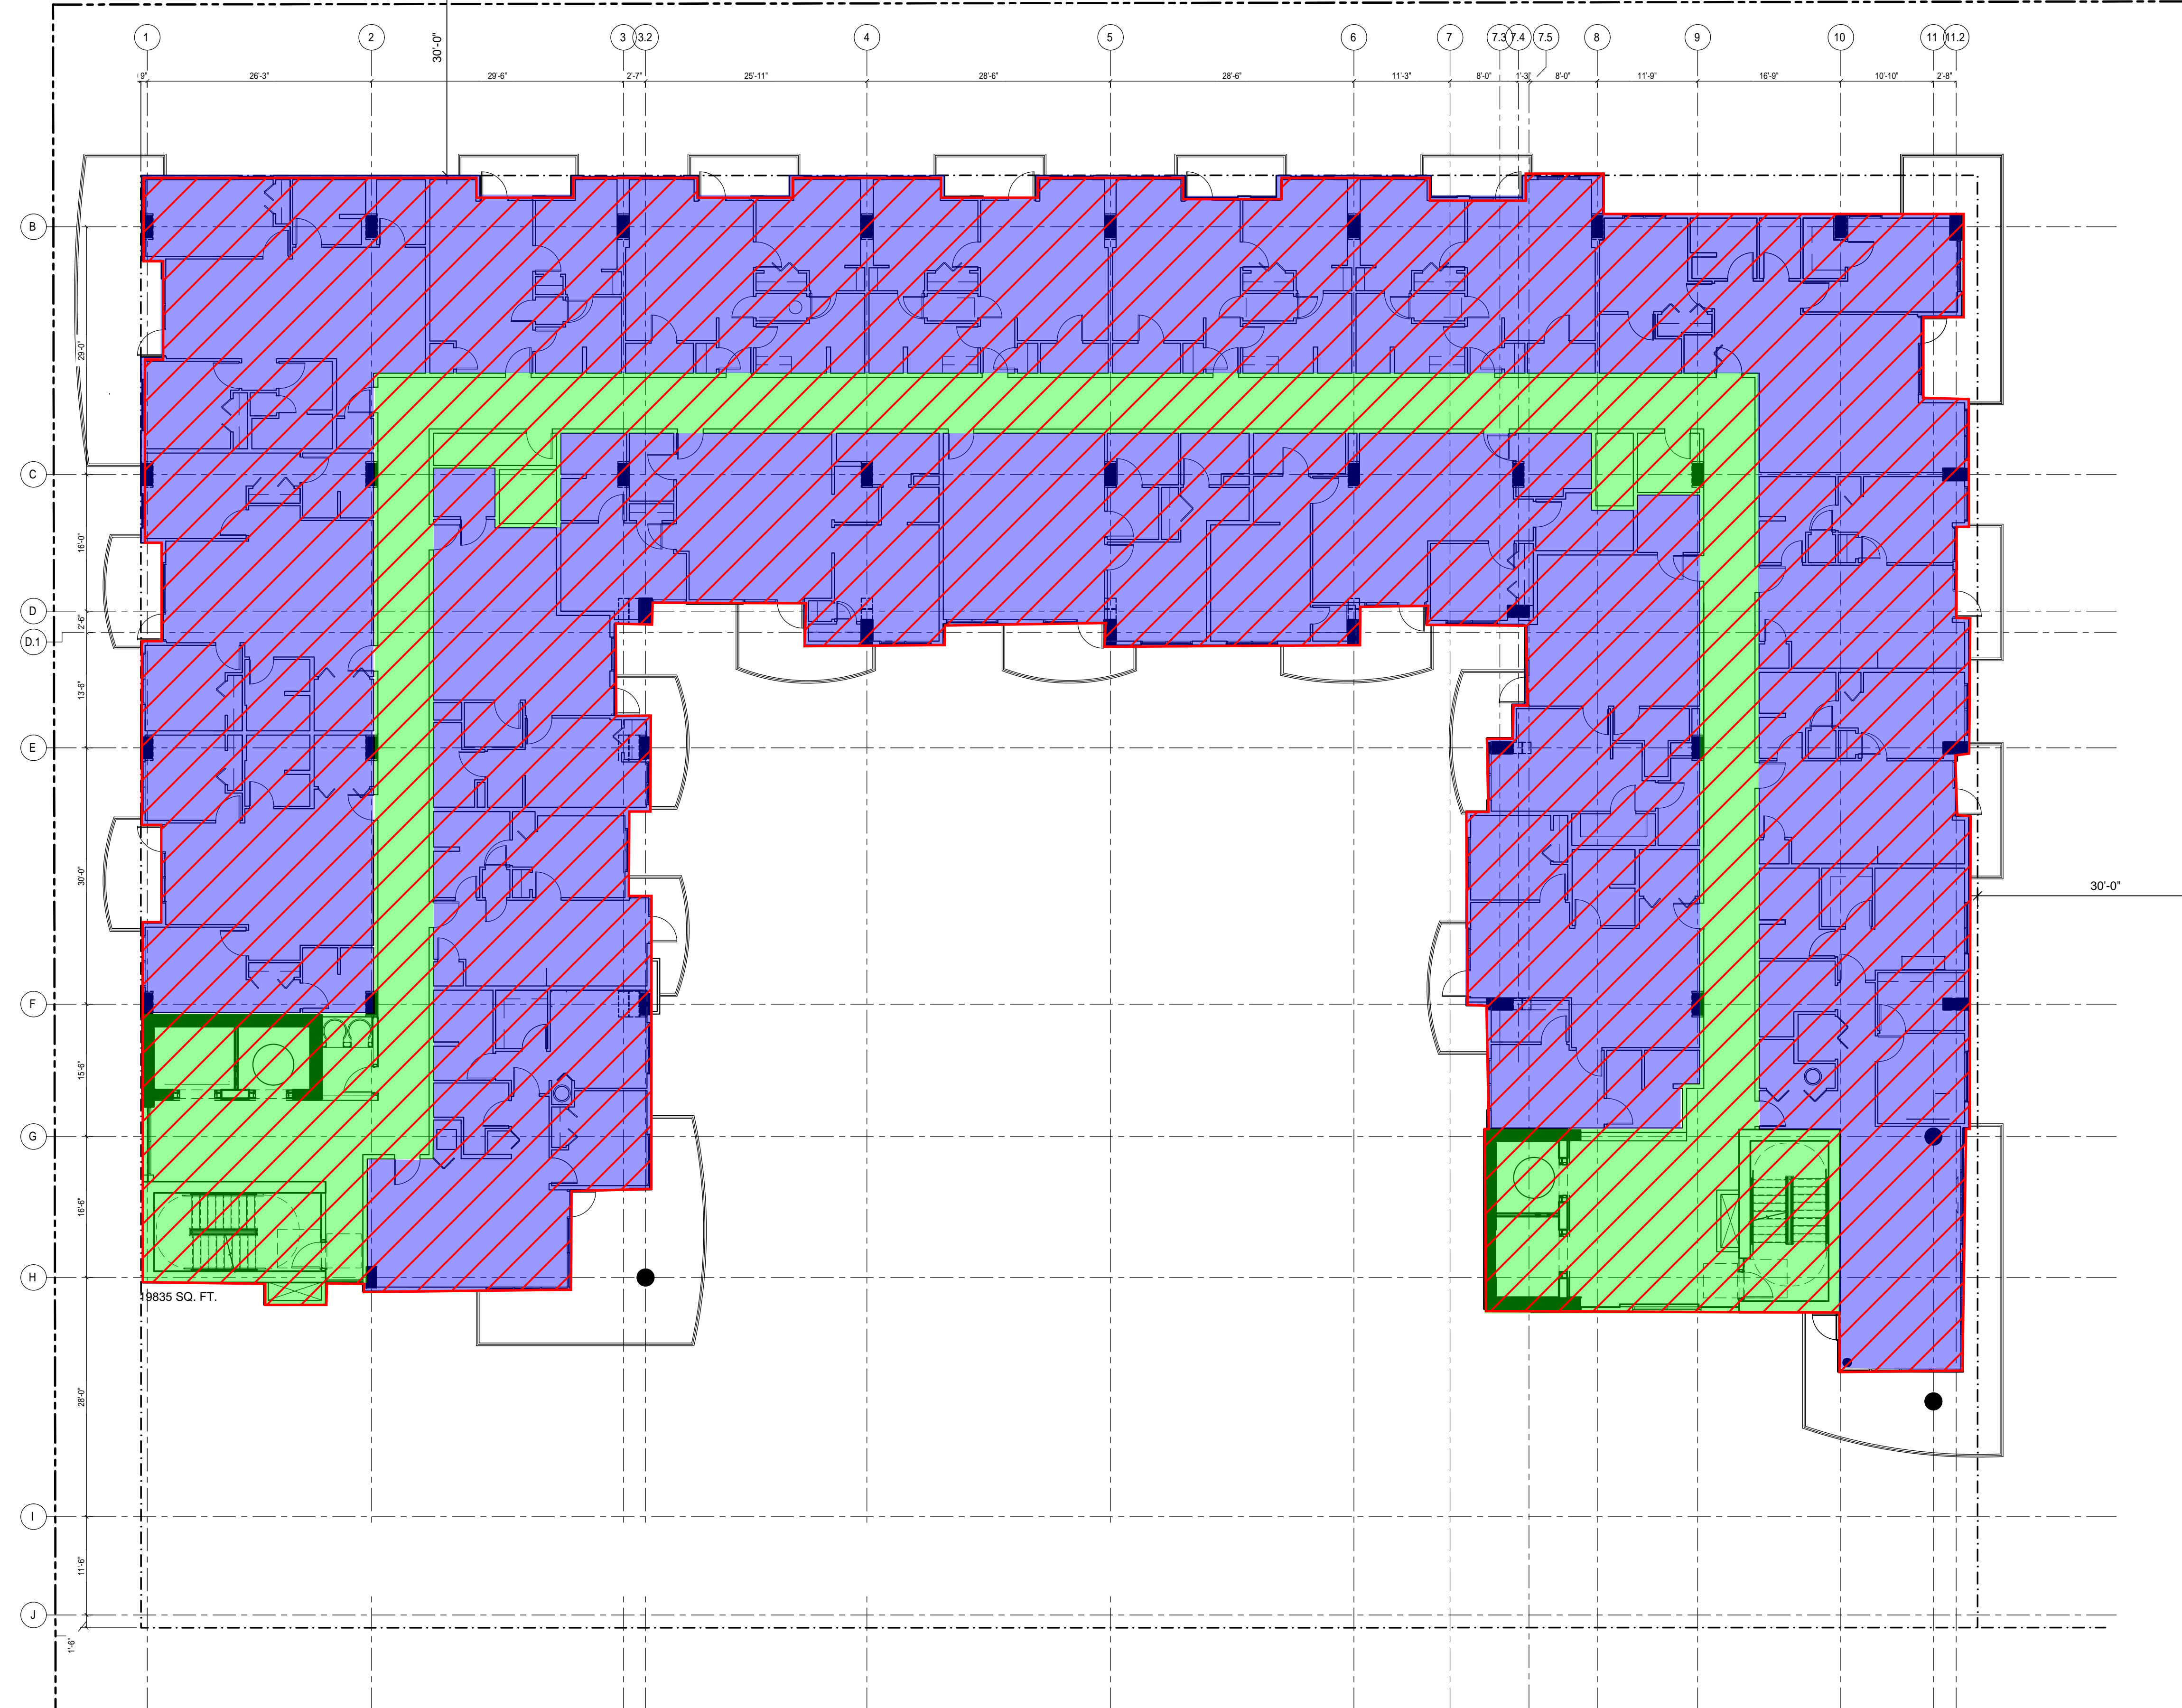 1 2 3 3.2 4 5 6 7 7.3 7.4 7.5 8 9 10 11 11.2
30'-0"
9" 26'-3" 29'-6" 2'-7" 25'-11" 28'-6" 28'-6" 11'-3" 8'-0" 1'-3" 8'-0" 11'-9" 16'-9" 10'-10" 2'-8"
B
29'-0"
C
16'-0"
D
2'-6"
D.1
13'-6"
E
30'-0"
30'-0"
F
15'-6"
G
16'-6"
H
19835 SQ. FT.
28'-0"
I
11'-6"
J
1'-6"